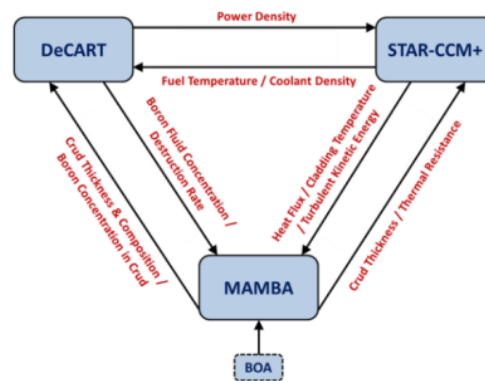 Power Density
DeCART
STAR-CCM+
Fuel Temperature / Coolant Density
Boron Fluid Concentration /
Destruction Rate
Heat Flux / Cladding Temperature
/ Turbulent Kinetic Energy
Crud Thickness & Composition /
Boron Concentration in Crud
Crud Thickness / Thermal Resistance
MAMBA
BOA